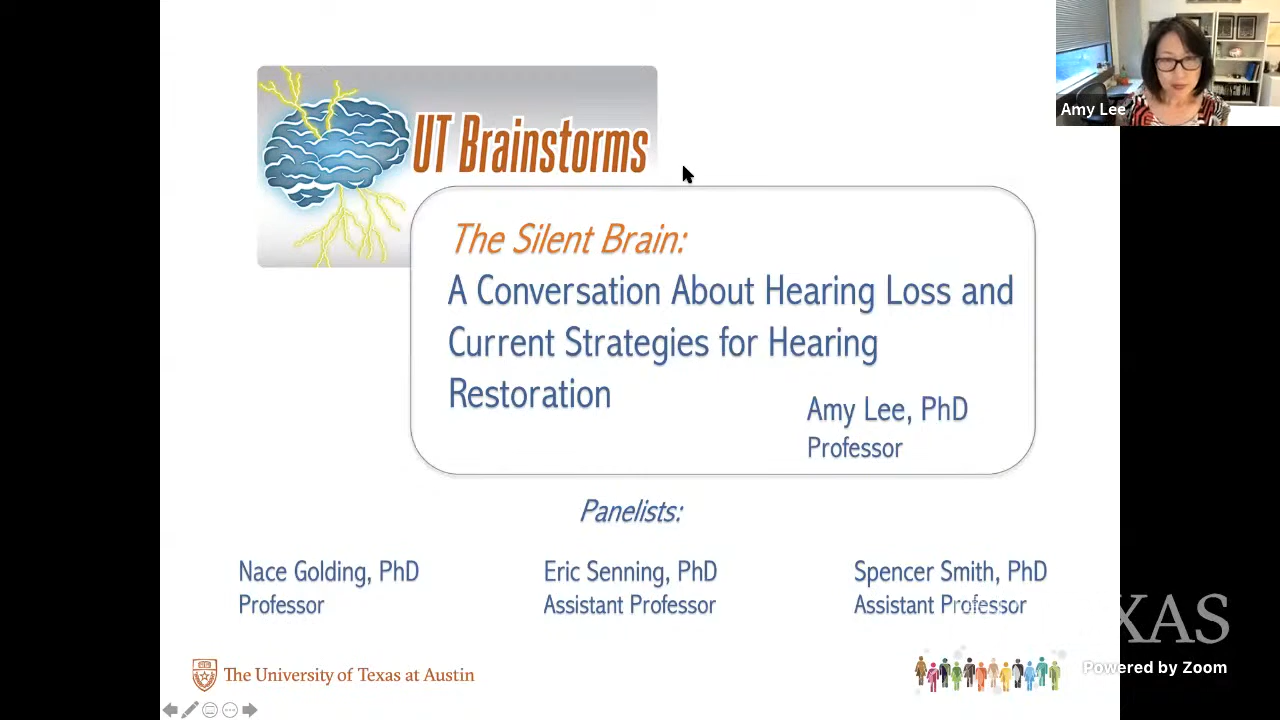 Amy Lee
UT Brainstorms
The Silent Brain:
A Conversation About Hearing Loss and
Current Strategies for Hearing
Restoration
Amy Lee, PhD
Professor
Panelists:
Nace Golding, PhD
Professor
Eric Senning, PhD
Assistant Professor
Spencer Smith, PhD
Assistant Professor
The University of Texas at Austin
XAS
Powered by Zoom